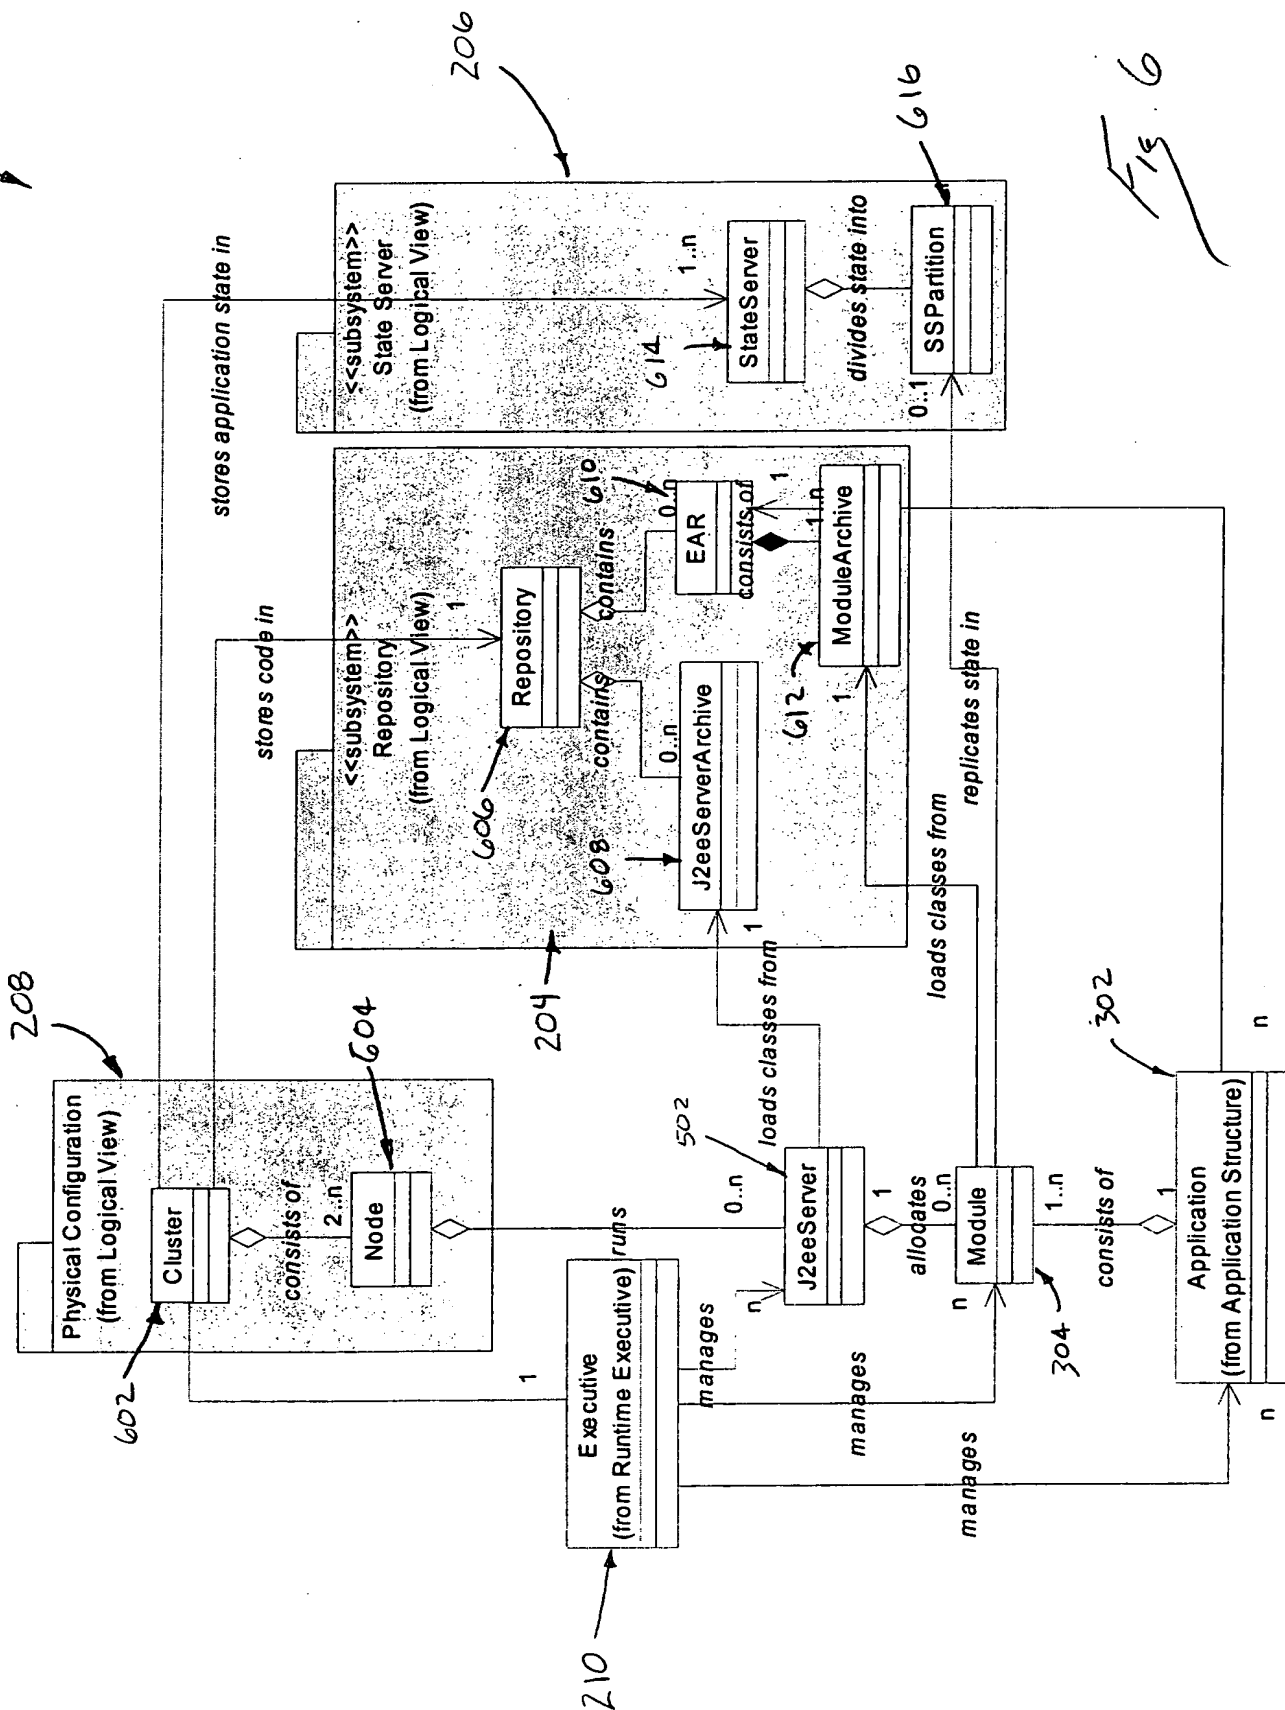 208
Physical Configuration
(from Logical View)
Cluster
602
consists of
2..n
Node
604
1
Executive
(from Runtime Executive)
210
runs
manages
n
0..n
J2eeServer
502
manages
n
1
allocates
0..n
Module
304
manages
1..n
consists of
1
Application
(from Application Structure)
302
n
n
stores code in
stores application state in
<<subsystem>>
Repository
(from Logical View)
1
Repository
606
contains
contains
0..n
0..n
610
608
J2eeServerArchive
EAR
1
consists of
1..n
ModuleArchive
612
1
204
1
loads classes from
loads classes from
replicates state in
206
<<subsystem>>
State Server
(from Logical View)
1..n
614
StateServer
divides state into
0..1
SSPartition
616
Fig. 6